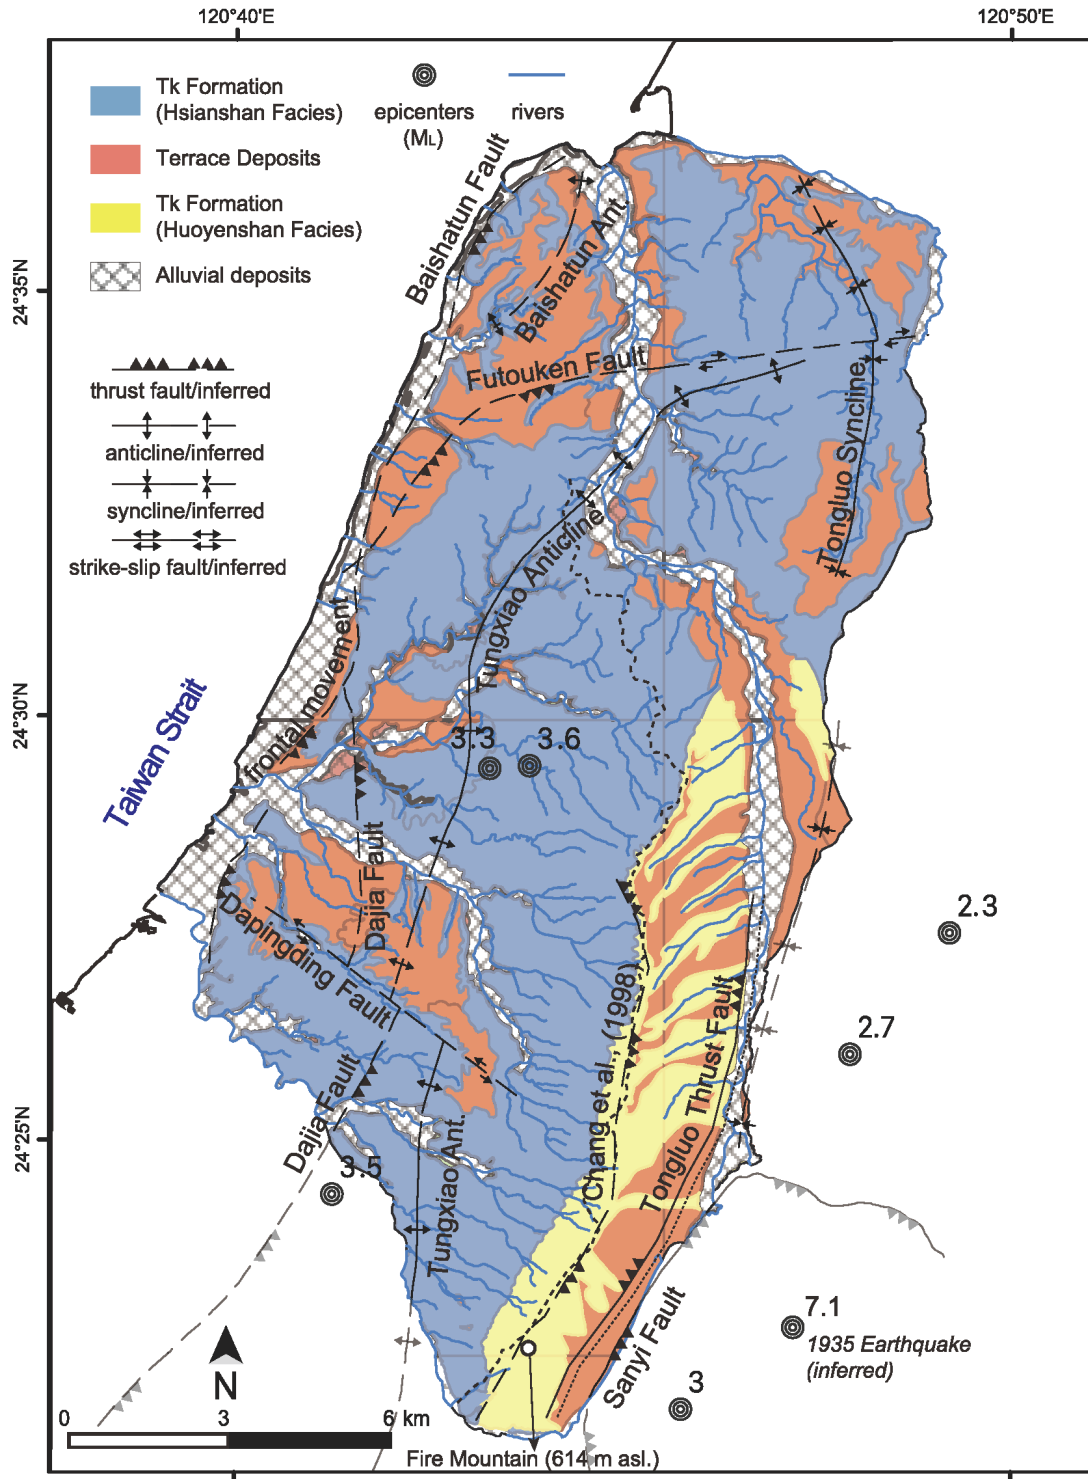 120°40'E
120°50'E
Tk Formation
(Hsianshan Facies)
Terrace Deposits
Tk Formation
(Huoyenshan Facies)
Alluvial deposits
epicenters
(ML)
rivers
thrust fault/inferred
anticline/inferred
syncline/inferred
strike-slip fault/inferred
24°35'N
24°30'N
24°25'N
Baishatun Fault
Baishatun Ant.
Futouken Fault
Tongluo Syncline
Tungxiao Anticline
frontal movement
Taiwan Strait
3.3
3.6
Dajia Fault
Dapingding Fault
2.3
2.7
Chang et al., (1998)
Tongluo Thrust Fault
Dajia Fault
3.5
Tungxiao Ant.
7.1
1935 Earthquake
(inferred)
Sanyi Fault
3
N
0
3
6 km
Fire Mountain (614 m asl.)